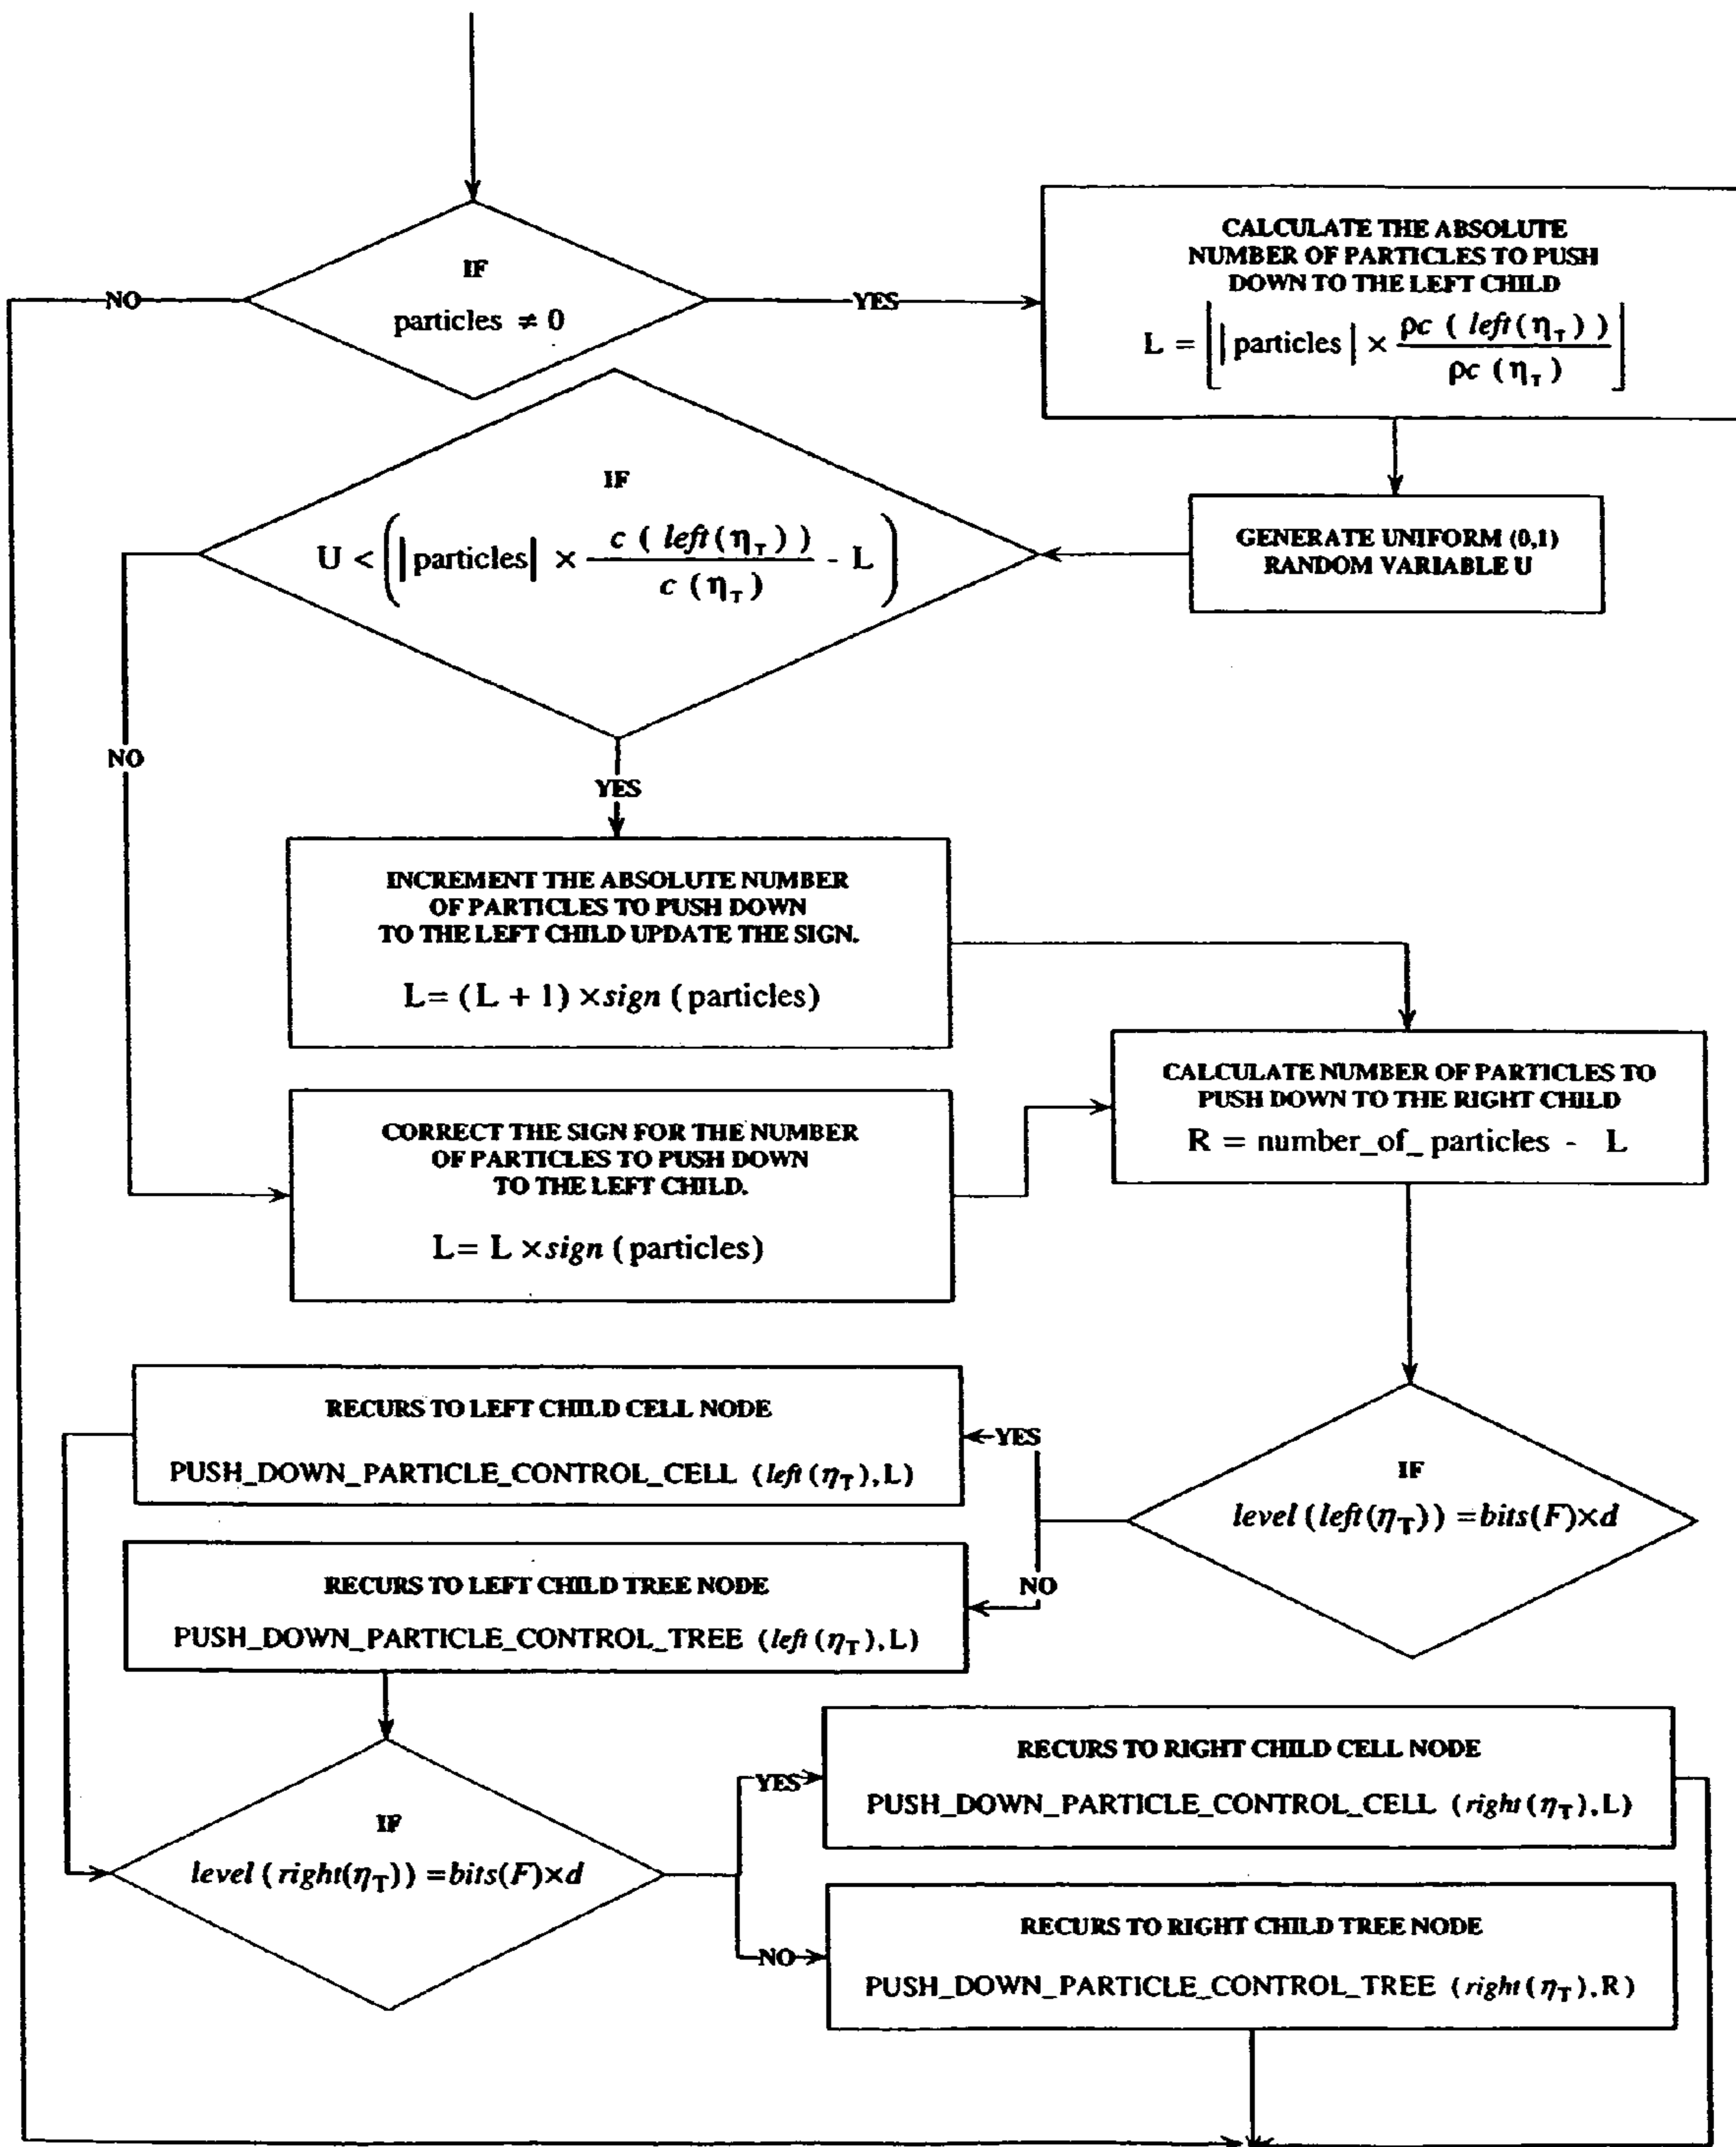 IF
particles ≠ 0
NO
YES
CALCULATE THE ABSOLUTE
NUMBER OF PARTICLES TO PUSH
DOWN TO THE LEFT CHILD
L = ⌊|particles| × ρc ( left(η_T) ) / ρc (η_T)⌋
GENERATE UNIFORM (0,1)
RANDOM VARIABLE U
IF
U < (|particles| × c ( left(η_T) ) / c (η_T) - L)
NO
YES
INCREMENT THE ABSOLUTE NUMBER
OF PARTICLES TO PUSH DOWN
TO THE LEFT CHILD UPDATE THE SIGN.
L= (L + 1) ×sign (particles)
CORRECT THE SIGN FOR THE NUMBER
OF PARTICLES TO PUSH DOWN
TO THE LEFT CHILD.
L= L ×sign (particles)
CALCULATE NUMBER OF PARTICLES TO
PUSH DOWN TO THE RIGHT CHILD
R = number_of_ particles - L
IF
level (left(η_T)) =bits(F)×d
YES
NO
RECURS TO LEFT CHILD CELL NODE
PUSH_DOWN_PARTICLE_CONTROL_CELL (left(η_T),L)
RECURS TO LEFT CHILD TREE NODE
PUSH_DOWN_PARTICLE_CONTROL_TREE (left(η_T),L)
IF
level (right(η_T)) =bits(F)×d
YES
NO
RECURS TO RIGHT CHILD CELL NODE
PUSH_DOWN_PARTICLE_CONTROL_CELL (right(η_T),L)
RECURS TO RIGHT CHILD TREE NODE
PUSH_DOWN_PARTICLE_CONTROL_TREE (right(η_T),R)